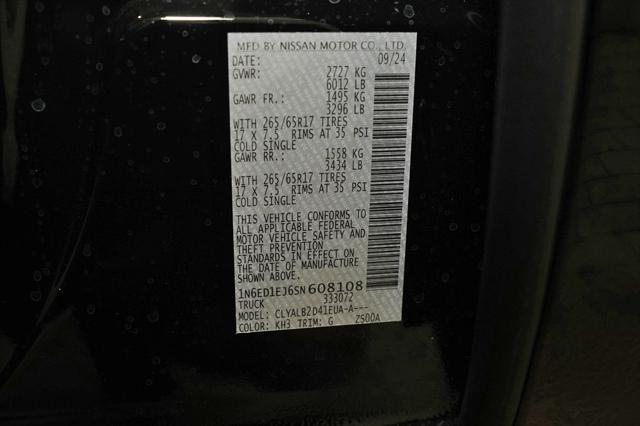 MFD BY NISSAN MOTOR CO., LTD.
DATE: 09/24
GVWR: 2727 KG
6012 LB
GAWR FR.: 1495 KG
3296 LB
WITH 265/65R17 TIRES
17 X 7.5 RIMS AT 35 PSI
COLD SINGLE
GAWR RR.: 1558 KG
3434 LB
WITH 265/65R17 TIRES
17 X 7.5 RIMS AT 35 PSI
COLD SINGLE
THIS VEHICLE CONFORMS TO
ALL APPLICABLE FEDERAL
MOTOR VEHICLE SAFETY AND
THEFT PREVENTION
STANDARDS IN EFFECT ON
THE DATE OF MANUFACTURE
SHOWN ABOVE.
1N6ED1EJ6SN608108
TRUCK 333072
MODEL: CLYALB2D41EUA-A---
COLOR: KH3 TRIM: G ZS00A